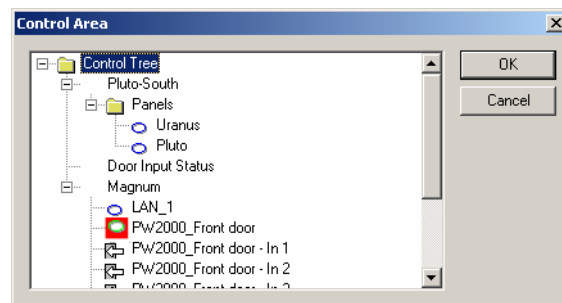 Control Area
Control Tree
OK
Pluto-South
Cancel
Panels
Uranus
Pluto
Door Input Status
Magnum
LAN_1
PW2000_Front door
PW2000_Front door - In 1
PW2000_Front door - In 2